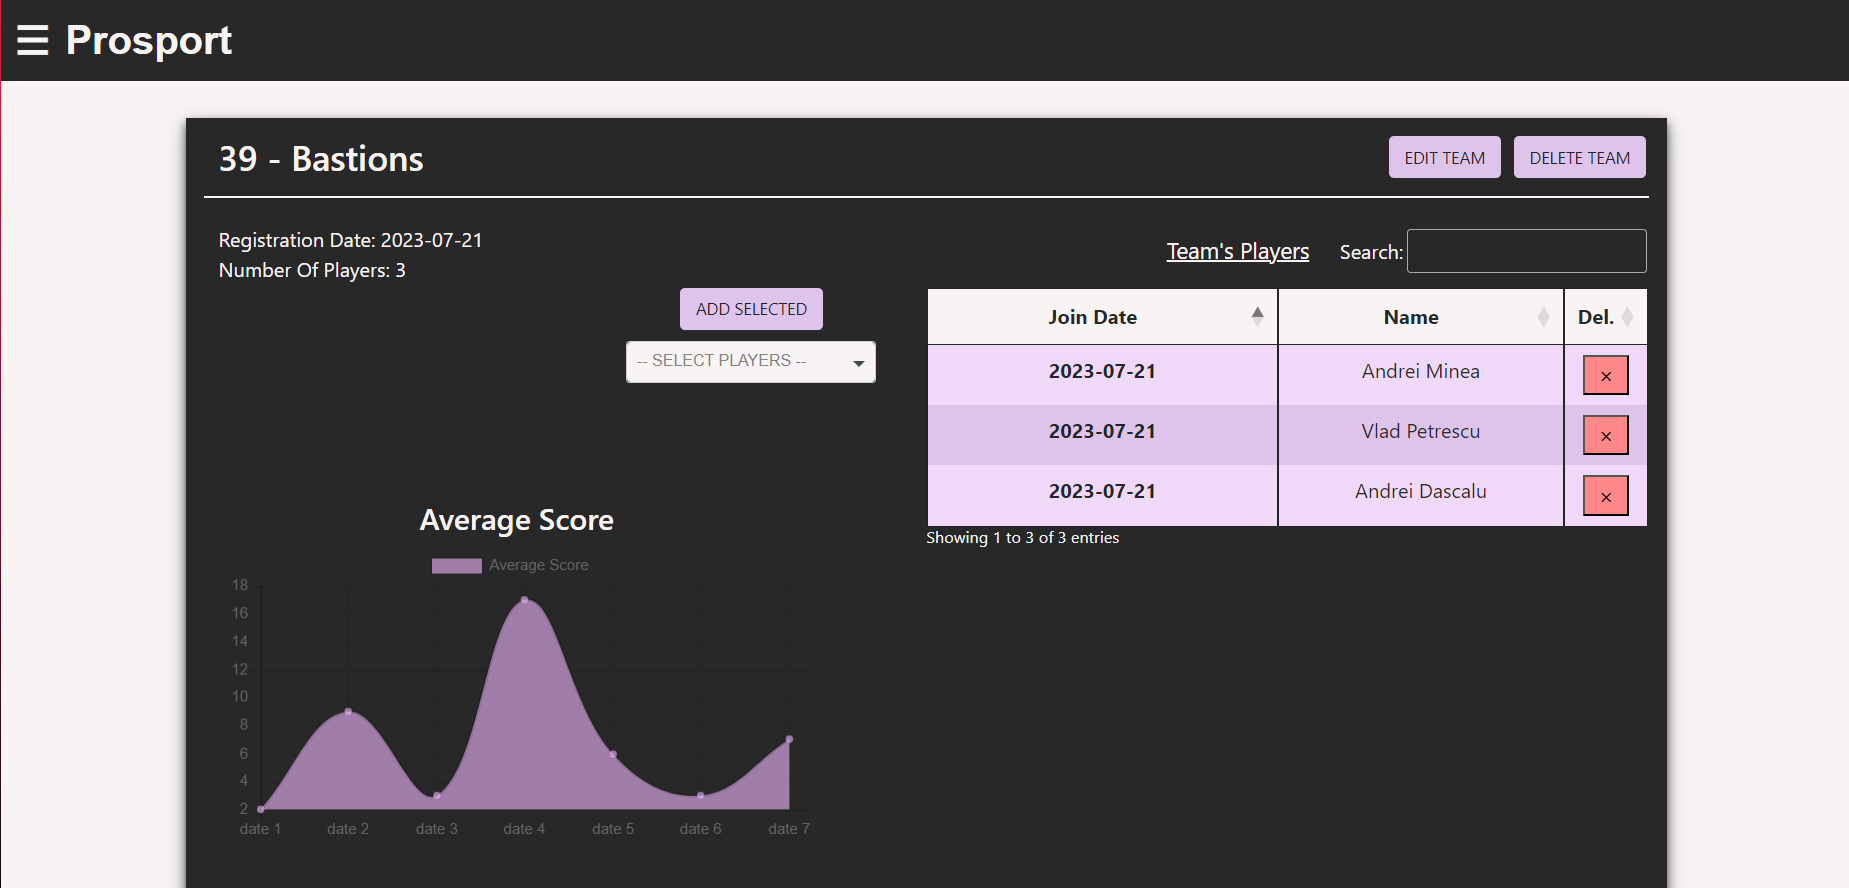 ☰ Prosport
39 - Bastions
EDIT TEAM
DELETE TEAM
Registration Date: 2023-07-21
Number Of Players: 3
ADD SELECTED
-- SELECT PLAYERS --
Team's Players
Search:
Join Date Name Del.
2023-07-21 Andrei Minea ×
2023-07-21 Vlad Petrescu ×
2023-07-21 Andrei Dascalu ×
Showing 1 to 3 of 3 entries
Average Score
Average Score
18
16
14
12
10
8
6
4
2
date 1 date 2 date 3 date 4 date 5 date 6 date 7